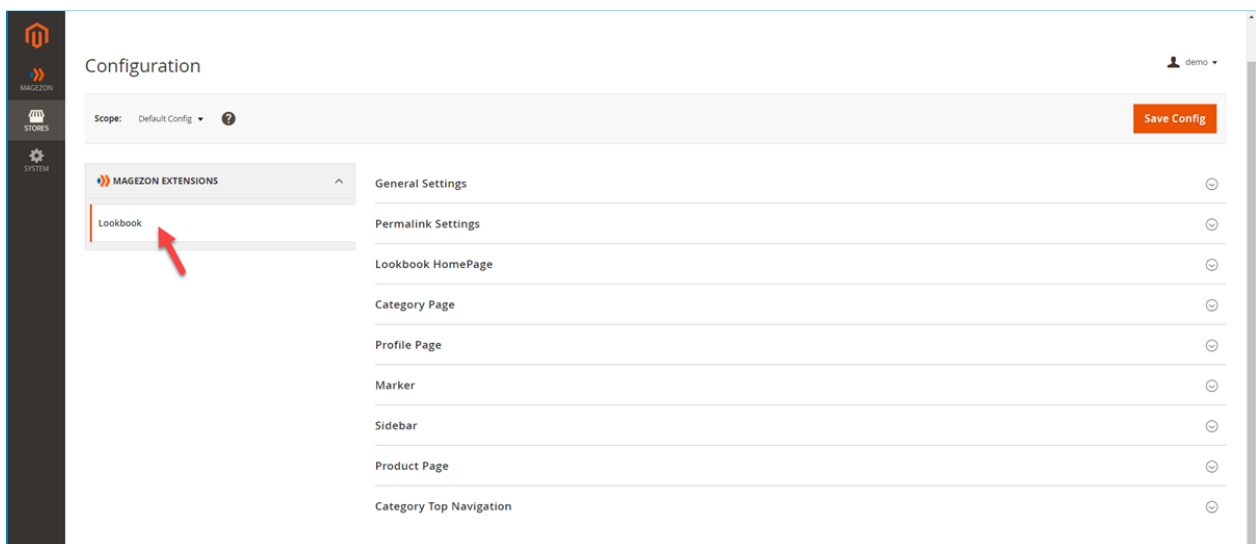 MAGEZON
STORES
SYSTEM
Configuration
demo
Scope: Default Config ?
Save Config
MAGEZON EXTENSIONS
Lookbook
General Settings
Permalink Settings
Lookbook HomePage
Category Page
Profile Page
Marker
Sidebar
Product Page
Category Top Navigation